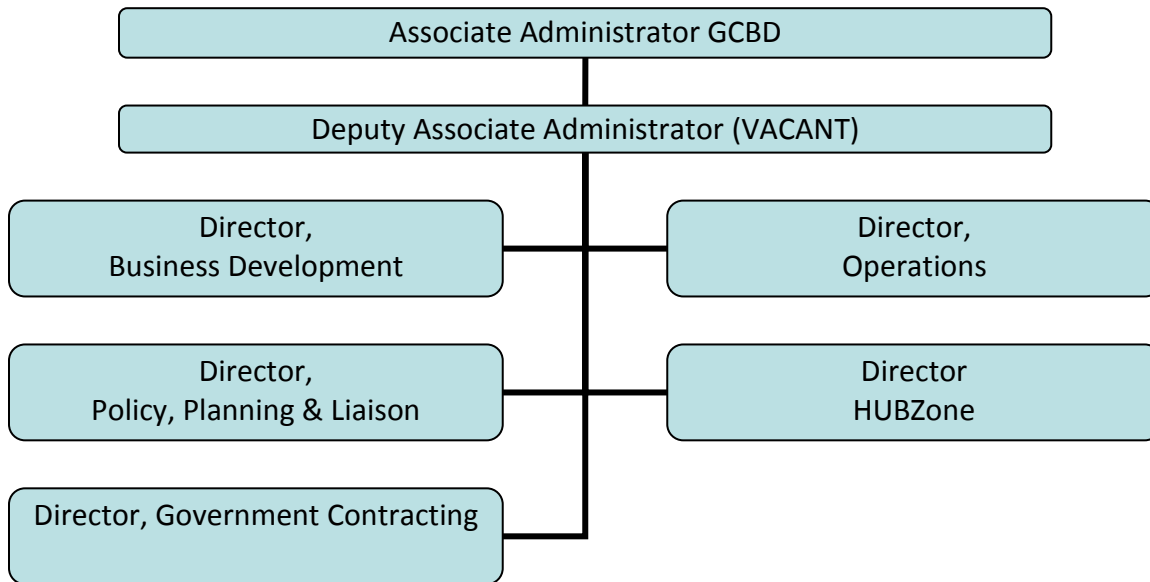 Associate Administrator GCBD
Deputy Associate Administrator (VACANT)
Director,
Business Development
Director,
Operations
Director,
Policy, Planning & Liaison
Director
HUBZone
Director, Government Contracting